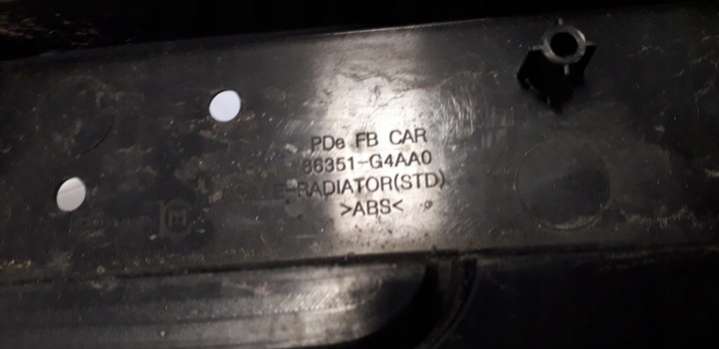 PDe FB CAR
86351-G4AA0
RADIATOR(STD)
>ABS<